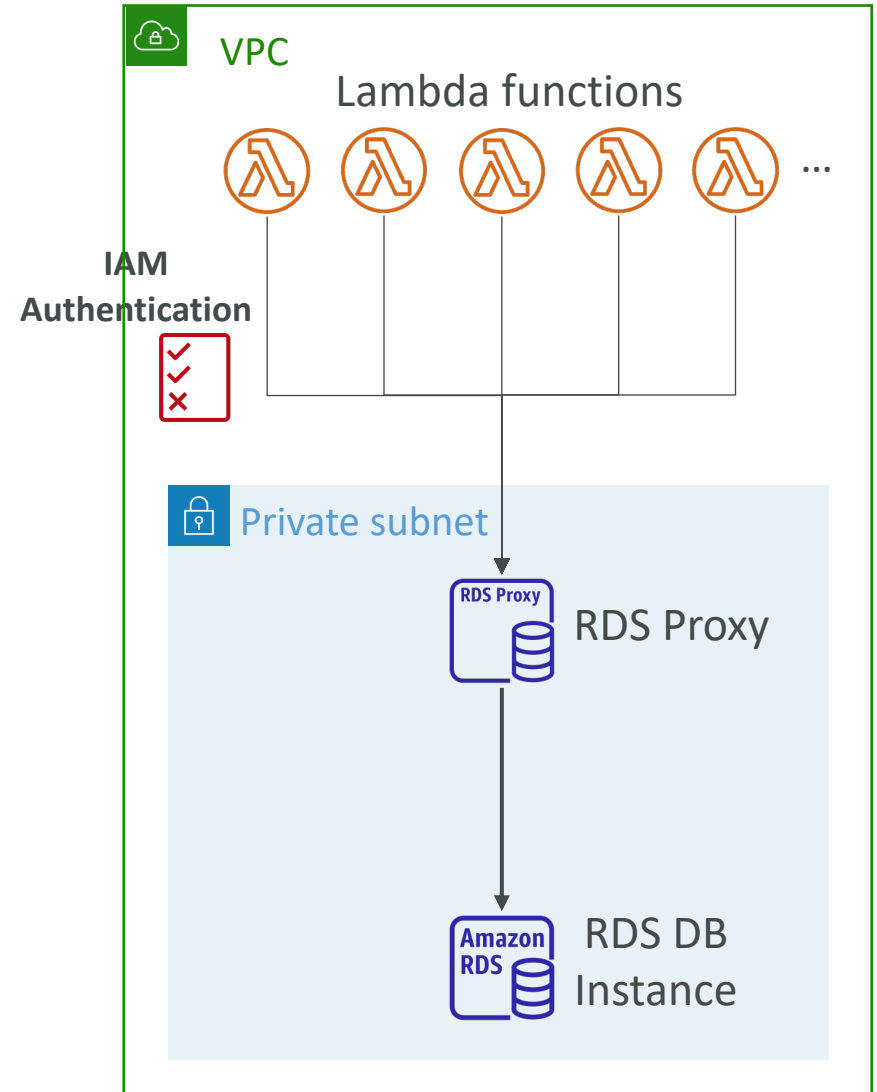 VPC
Lambda functions
...
IAM
Authentication
Private subnet
RDS Proxy
RDS Proxy
Amazon
RDS
RDS DB
Instance